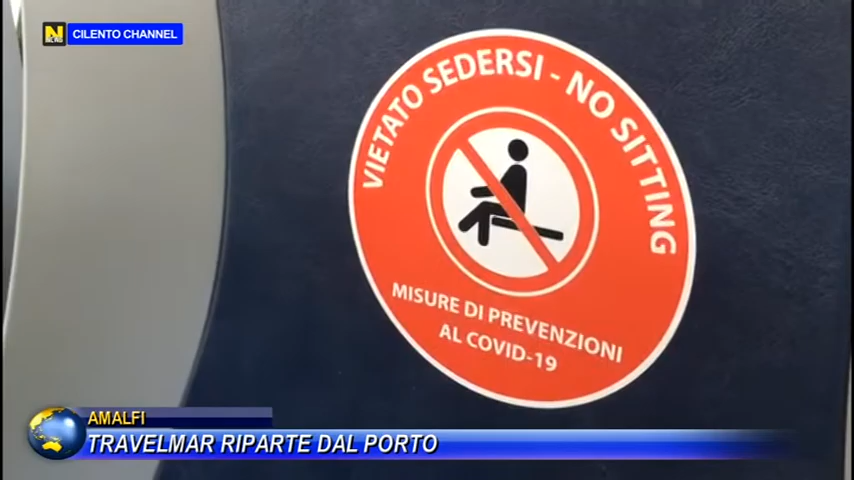 CILENTO CHANNEL
VIETATO SEDERSI - NO SITTING
MISURE DI PREVENZIONI
AL COVID-19
AMALFI
TRAVELMAR RIPARTE DAL PORTO